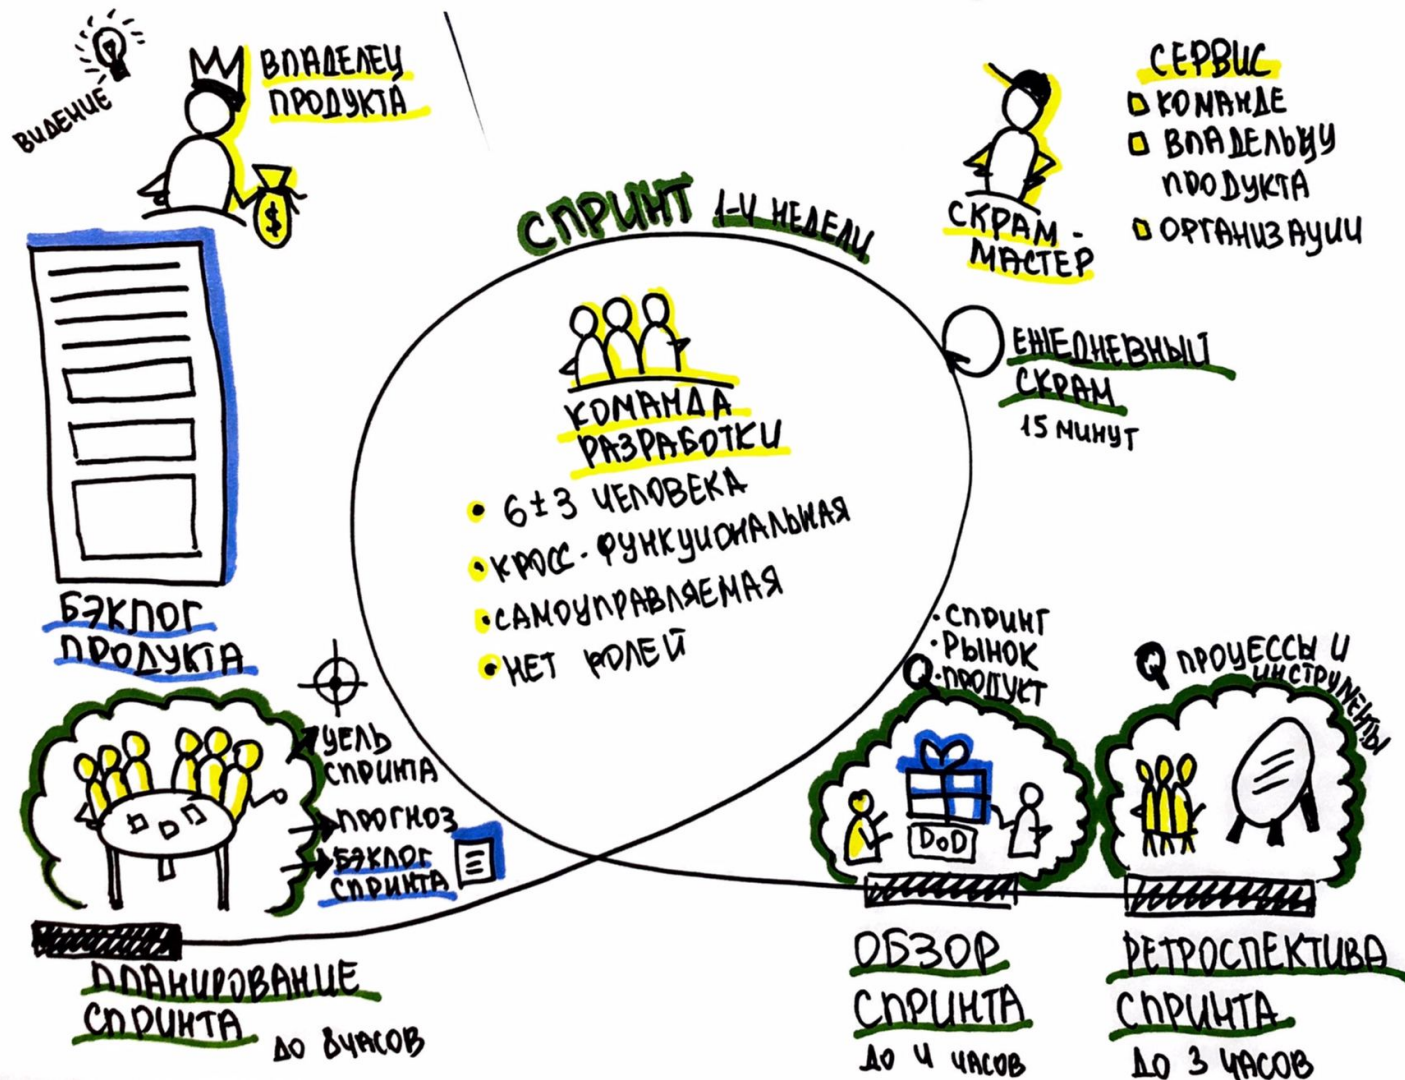 ВИДЕНИЕ
ВЛАДЕЛЕЦ
ПРОДУКТА
$
БЭКЛОГ
ПРОДУКТА
СПРИНТ 1-4 НЕДЕЛИ
КОМАНДА
РАЗРАБОТКИ
• 6±3 ЧЕЛОВЕКА
• КРОСС-ФУНКЦИОНАЛЬНАЯ
• САМОУПРАВЛЯЕМАЯ
• НЕТ РОЛЕЙ
СКРАМ-
МАСТЕР
СЕРВИС
КОМАНДЕ
ВЛАДЕЛЬЦУ
ПРОДУКТА
ОРГАНИЗАЦИИ
ЕЖЕДНЕВНЫЙ
СКРАМ
15 МИНУТ
ЦЕЛЬ
СПРИНТА
ПРОГНОЗ
БЭКЛОГ
СПРИНТА
ПЛАНИРОВАНИЕ
СПРИНТА
ДО 8 ЧАСОВ
• СПРИНТ
• РЫНОК
• ПРОДУКТ
DoD
ОБЗОР
СПРИНТА
ДО 4 ЧАСОВ
ПРОЦЕССЫ И
ИНСТРУМЕНТЫ
РЕТРОСПЕКТИВА
СПРИНТА
ДО 3 ЧАСОВ